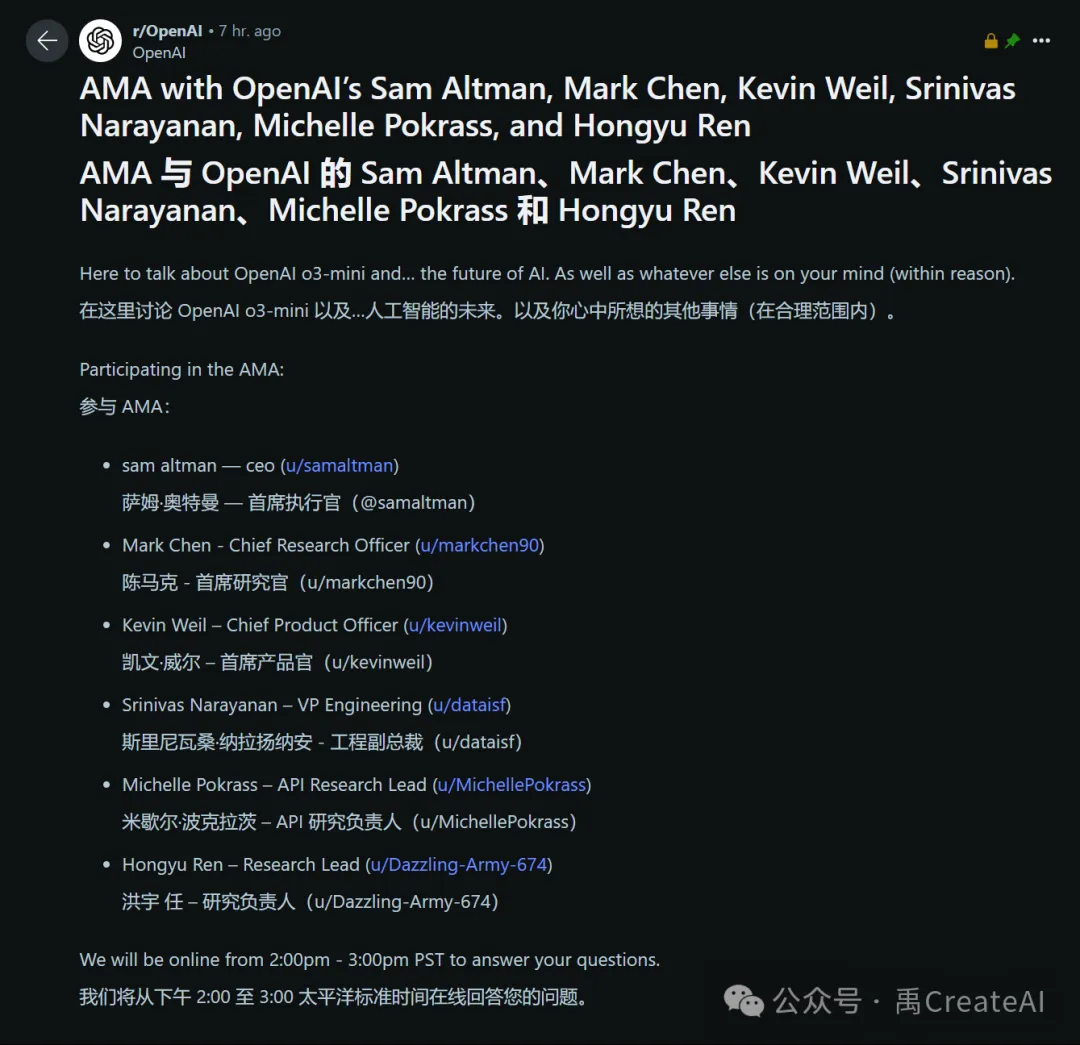 r/OpenAI • 7 hr. ago
OpenAI
AMA with OpenAI’s Sam Altman, Mark Chen, Kevin Weil, Srinivas
Narayanan, Michelle Pokrass, and Hongyu Ren
AMA 与 OpenAI 的 Sam Altman、Mark Chen、Kevin Weil、Srinivas
Narayanan、Michelle Pokrass 和 Hongyu Ren
Here to talk about OpenAI o3-mini and... the future of AI. As well as whatever else is on your mind (within reason).
在这里讨论 OpenAI o3-mini 以及...人工智能的未来。以及你心中所想的其他事情（在合理范围内）。
Participating in the AMA:
参与 AMA：
• sam altman — ceo (u/samaltman)
萨姆·奥特曼 — 首席执行官（@samaltman）
• Mark Chen - Chief Research Officer (u/markchen90)
陈马克 - 首席研究官（u/markchen90）
• Kevin Weil – Chief Product Officer (u/kevinweil)
凯文·威尔 – 首席产品官（u/kevinweil）
• Srinivas Narayanan – VP Engineering (u/dataisf)
斯里尼瓦桑·纳拉扬纳安 - 工程副总裁（u/dataisf）
• Michelle Pokrass – API Research Lead (u/MichellePokrass)
米歇尔·波克拉茨 – API 研究负责人（u/MichellePokrass）
• Hongyu Ren – Research Lead (u/Dazzling-Army-674)
洪宇 任 – 研究负责人（u/Dazzling-Army-674）
We will be online from 2:00pm - 3:00pm PST to answer your questions.
我们将从下午 2:00 至 3:00 太平洋标准时间在线回答您的问题。
公众号 · 禹CreateAI